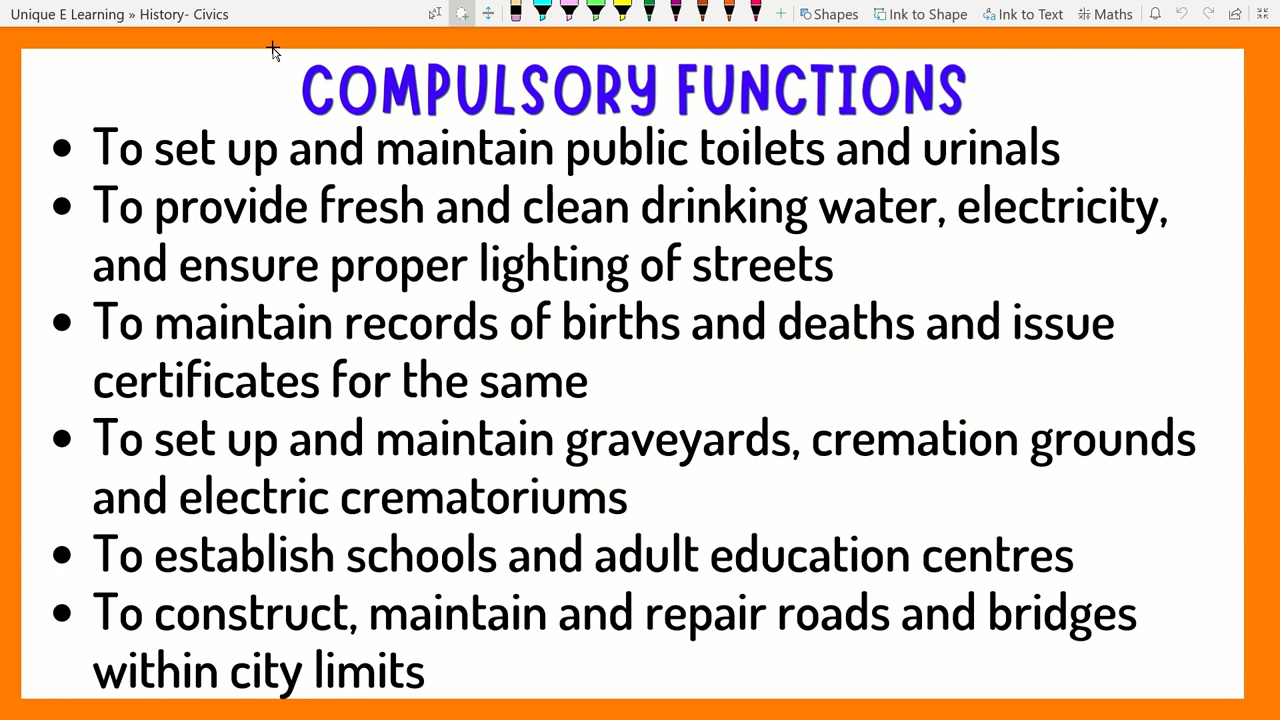 Unique E Learning » History- Civics
Shapes Ink to Shape Ink to Text Maths
COMPULSORY FUNCTIONS
• To set up and maintain public toilets and urinals
• To provide fresh and clean drinking water, electricity,
and ensure proper lighting of streets
• To maintain records of births and deaths and issue
certificates for the same
• To set up and maintain graveyards, cremation grounds
and electric crematoriums
• To establish schools and adult education centres
• To construct, maintain and repair roads and bridges
within city limits